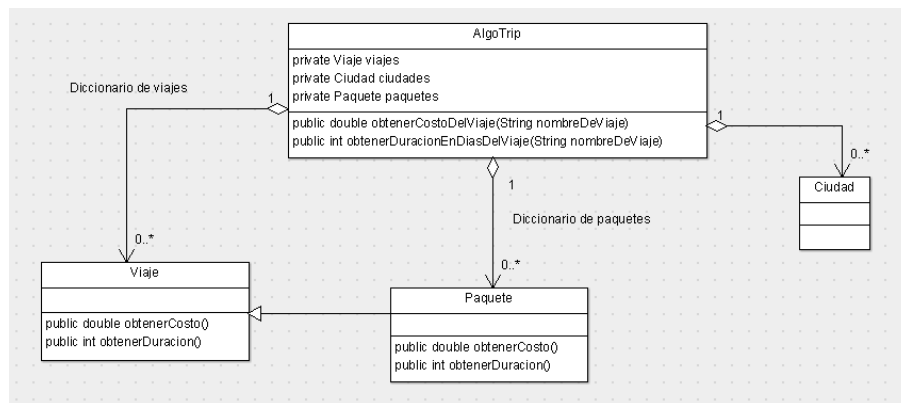 AlgoTrip
private Viaje viajes
private Ciudad ciudades
private Paquete paquetes
public double obtenerCostoDelViaje(String nombreDeViaje)
public int obtenerDuracionEnDiasDelViaje(String nombreDeViaje)
Diccionario de viajes
1
1
1
0..*
Ciudad
Diccionario de paquetes
0..*
0..*
Viaje
public double obtenerCosto()
public int obtenerDuracion()
Paquete
public double obtenerCosto()
public int obtenerDuracion()